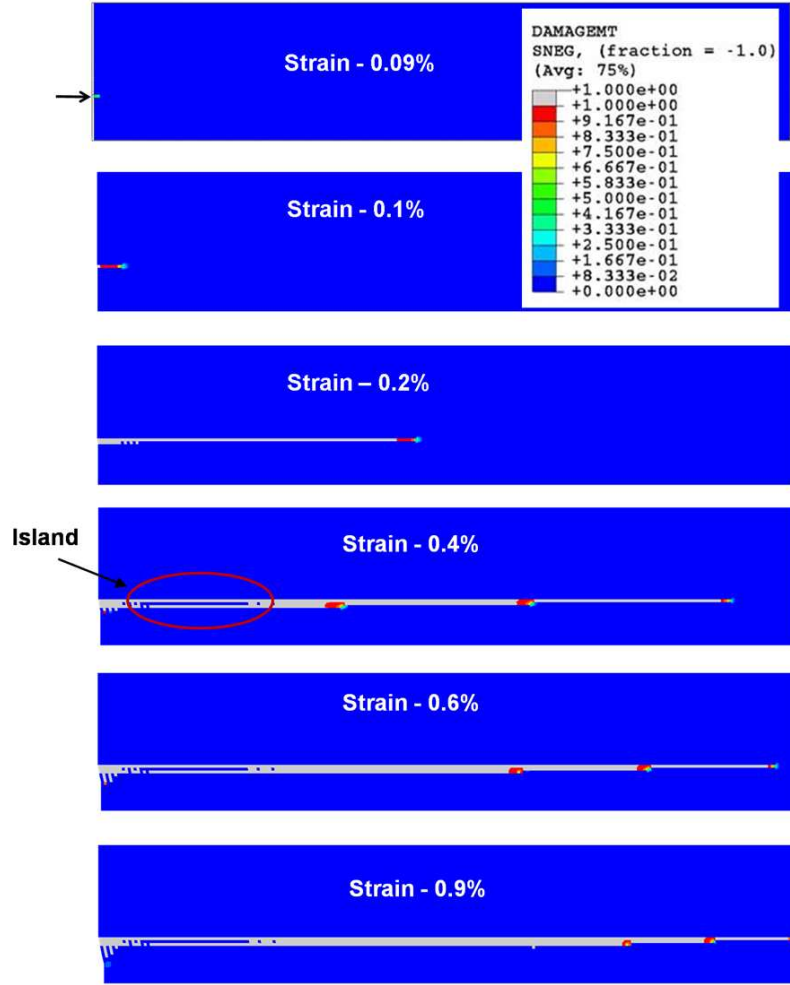 Strain - 0.09%
DAMAGEMT
SNEG, (fraction = -1.0)
(Avg: 75%)
+1.000e+00
+1.000e+00
+9.167e-01
+8.333e-01
+7.500e-01
+6.667e-01
+5.833e-01
+5.000e-01
+4.167e-01
+3.333e-01
+2.500e-01
+1.667e-01
+8.333e-02
+0.000e+00
Strain - 0.1%
Strain – 0.2%
Island
Strain - 0.4%
Strain - 0.6%
Strain - 0.9%